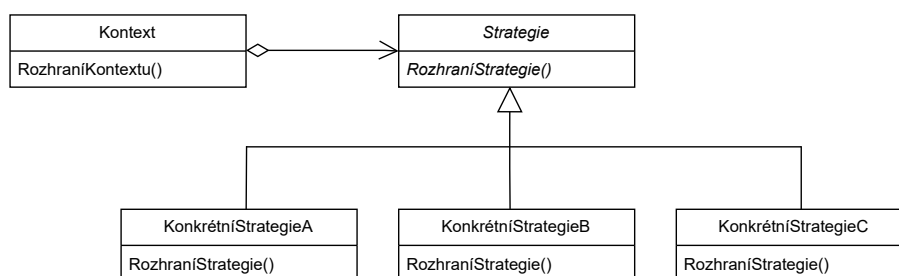 Kontext
RozhraníKontextu()
Strategie
RozhraníStrategie()
KonkrétníStrategieA
RozhraníStrategie()
KonkrétníStrategieB
RozhraníStrategie()
KonkrétníStrategieC
RozhraníStrategie()